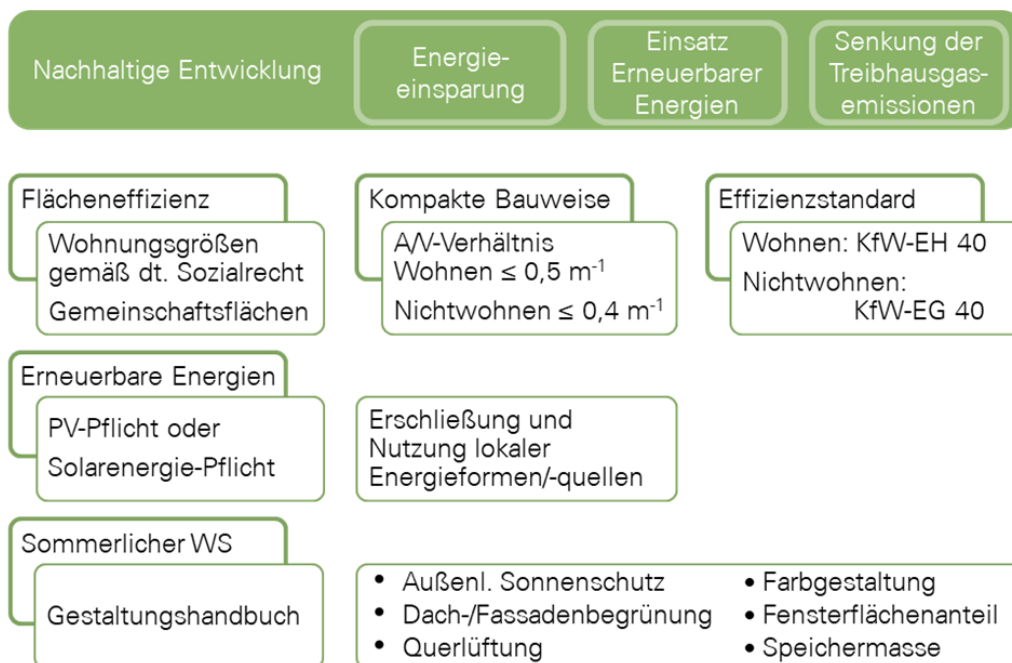 Nachhaltige Entwicklung
Energie-
einsparung
Einsatz
Erneuerbarer
Energien
Senkung der
Treibhausgas-
emissionen
Flächeneffizienz
Wohnungsgrößen
gemäß dt. Sozialrecht
Gemeinschaftsflächen
Kompakte Bauweise
A/V-Verhältnis
Wohnen ≤ 0,5 m⁻¹
Nichtwohnen ≤ 0,4 m⁻¹
Effizienzstandard
Wohnen: KfW-EH 40
Nichtwohnen:
KfW-EG 40
Erneuerbare Energien
PV-Pflicht oder
Solarenergie-Pflicht
Erschließung und
Nutzung lokaler
Energieformen/-quellen
Sommerlicher WS
Gestaltungshandbuch
• Außenl. Sonnenschutz
• Dach-/Fassadenbegrünung
• Querlüftung
• Farbgestaltung
• Fensterflächenanteil
• Speichermasse